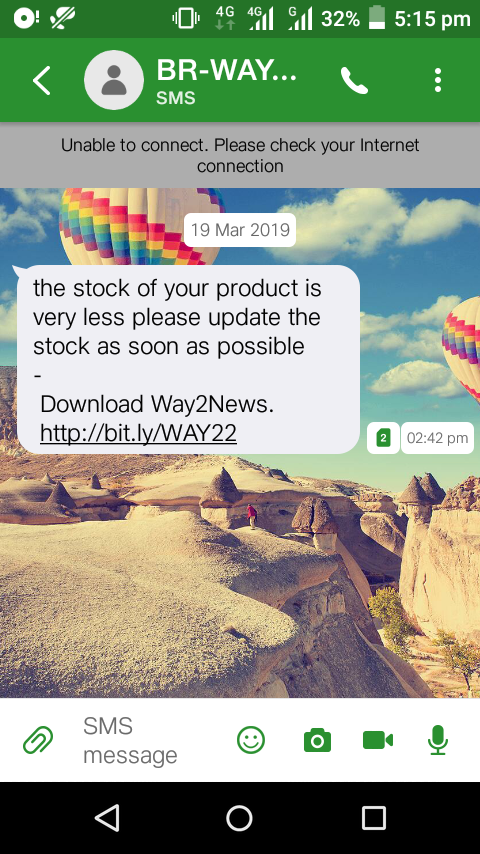 4G 4G G 32% 5:15 pm
BR-WAY...
SMS
Unable to connect. Please check your Internet
connection
19 Mar 2019
the stock of your product is
very less please update the
stock as soon as possible
-
Download Way2News.
http://bit.ly/WAY22
2 02:42 pm
SMS
message